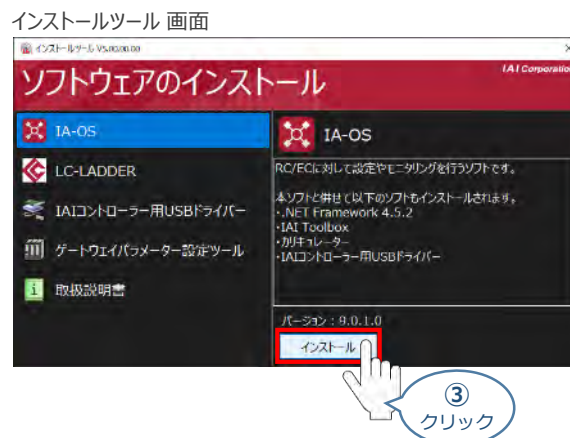 インストールツール 画面
インストールツール V5.00.00.00
ソフトウェアのインストール
IAI Corporation
IA-OS
LC-LADDER
IAIコントローラー用USBドライバー
ゲートウェイパラメーター設定ツール
取扱説明書
IA-OS
RC/ECに対して設定やモニタリングを行うソフトです。
本ソフトと併せて以下のソフトもインストールされます。
・.NET Framework 4.5.2
・IAI Toolbox
・カリキュレーター
・IAIコントローラー用USBドライバー
バージョン : 9.0.1.0
インストール
③
クリック